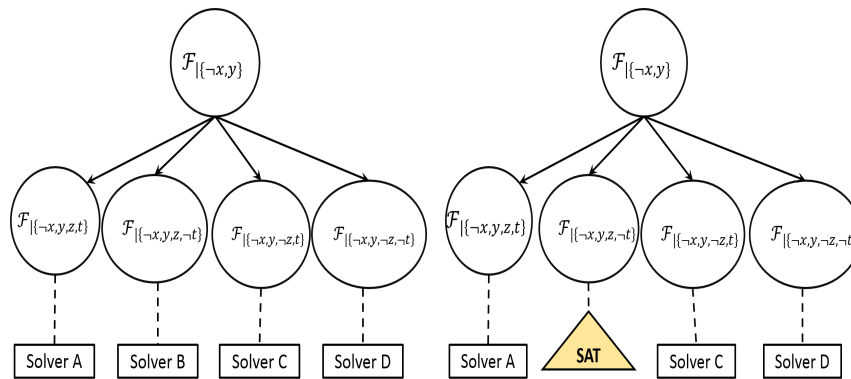 ℱ|{¬x,y} ℱ|{¬x,y}
ℱ|{¬x,y,z,t} ℱ|{¬x,y,z,¬t} ℱ|{¬x,y,¬z,t} ℱ|{¬x,y,¬z,¬t} ℱ|{¬x,y,z,t} ℱ|{¬x,y,z,¬t} ℱ|{¬x,y,¬z,t} ℱ|{¬x,y,¬z,¬t
Solver A Solver B Solver C Solver D Solver A SAT Solver C Solver D